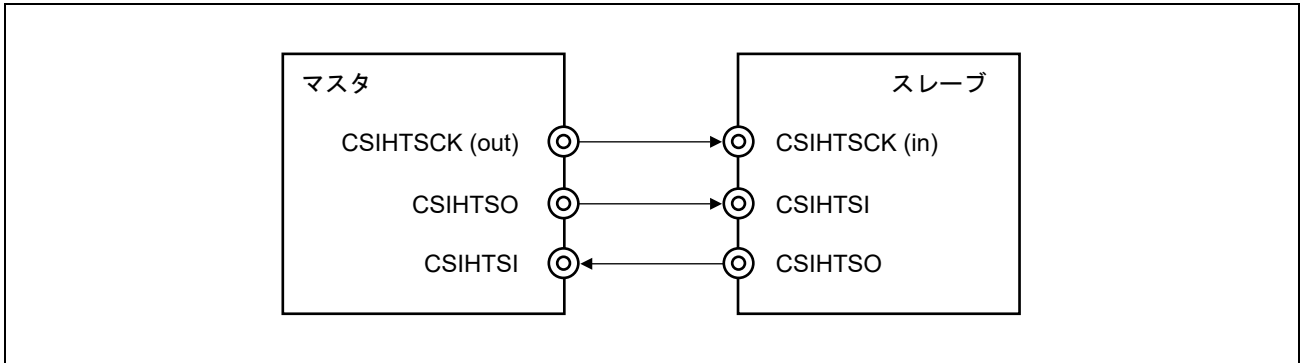 マスタ
スレーブ
CSIHTSCK (out)
CSIHTSCK (in)
CSIHTSO
CSIHTSI
CSIHTSI
CSIHTSO